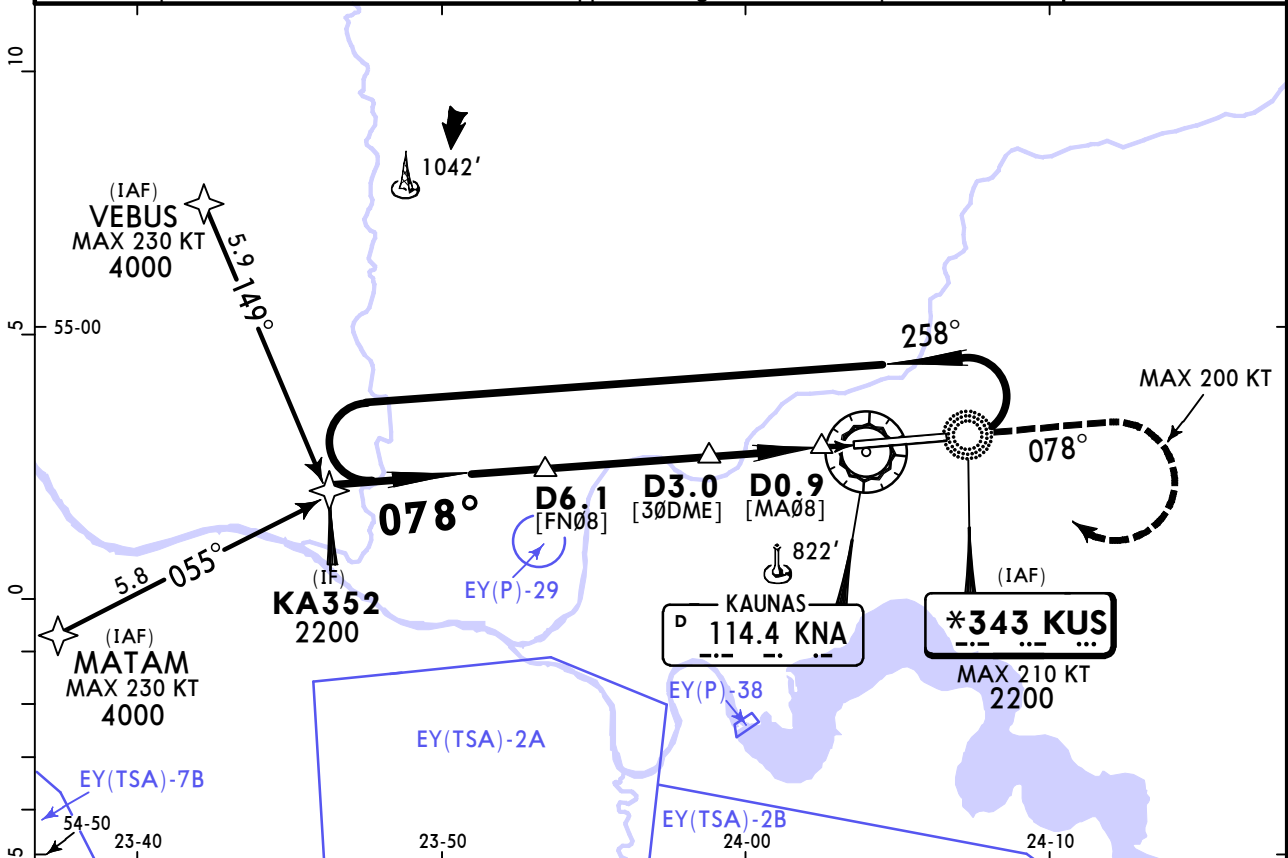 10
1042'
(IAF)
VEBUS
MAX 230 KT
4000
5.9 149°
5
55-00
258°
MAX 200 KT
078°
078°
D6.1
[FNØ8]
D3.0
[3ØDME]
D0.9
[MAØ8]
822'
EY(P)-29
5.8 055°
(IF)
KA352
2200
0
(IAF)
MATAM
MAX 230 KT
4000
KAUNAS
D 114.4 KNA
(IAF)
*343 KUS
MAX 210 KT
2200
EY(P)-38
EY(TSA)-2A
EY(TSA)-7B
EY(TSA)-2B
54-50
23-40
23-50
24-00
24-10
5